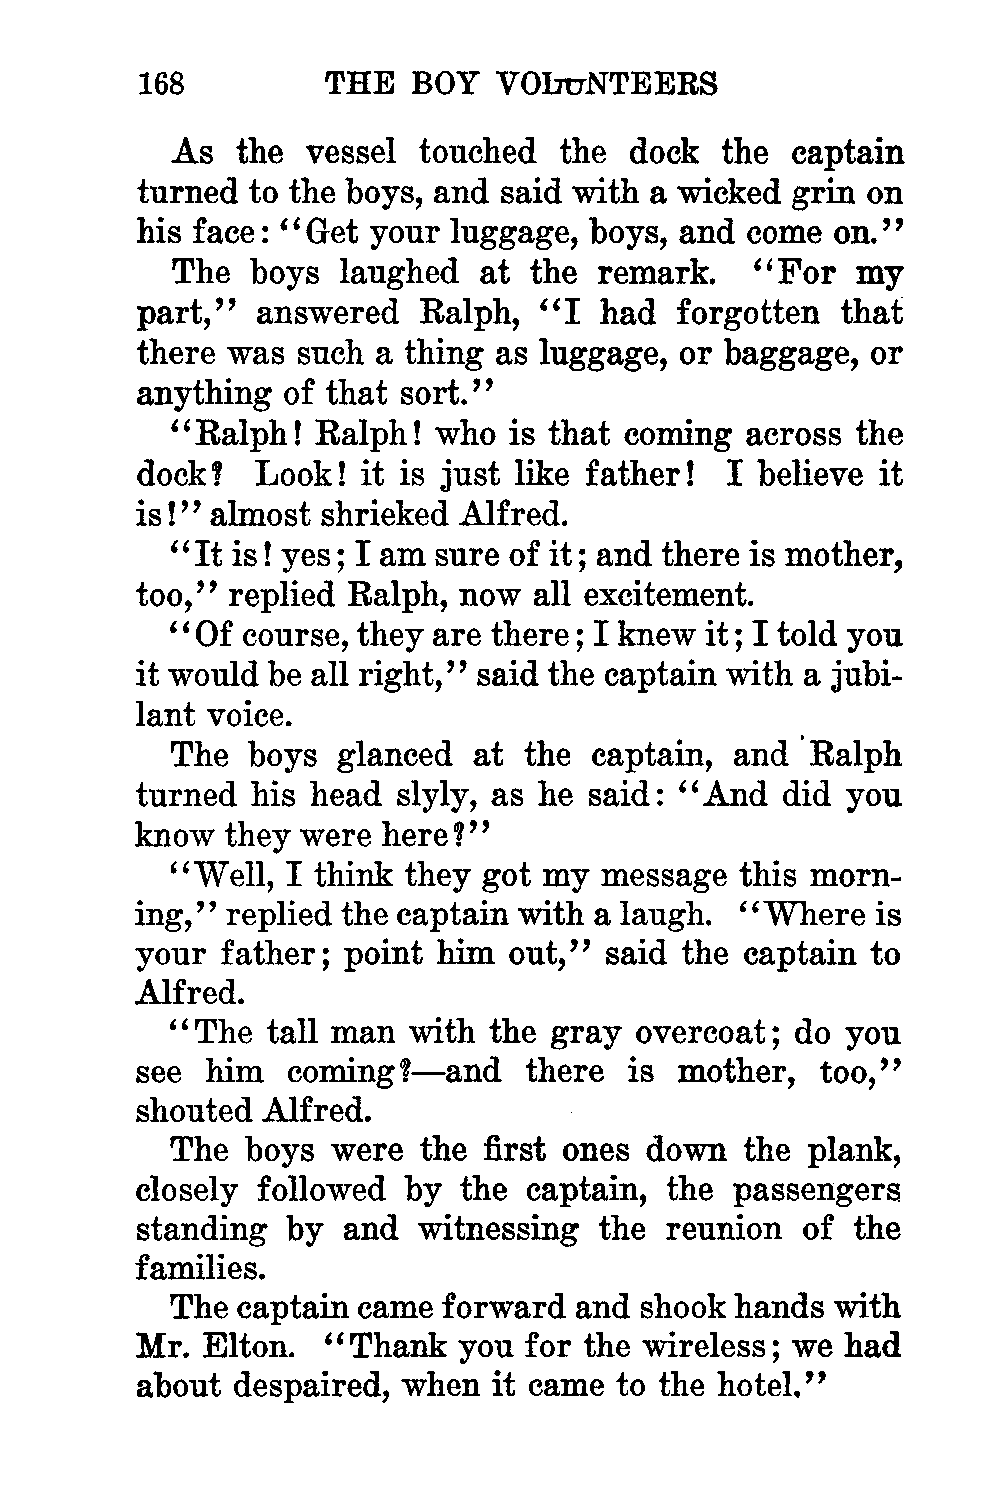 168 THE BOY VOLUNTEERS
As the vessel touched the dock the captain
turned to the boys, and said with a wicked grin on
his face: "Get your luggage, boys, and come on."
The boys laughed at the remark. "For my
part," answered Ralph, "I had forgotten that
there was such a thing as luggage, or baggage, or
anything of that sort."
"Ralph! Ralph! who is that coming across the
dock? Look! it is just like father! I believe it
is!" almost shrieked Alfred.
"It is! yes; I am sure of it; and there is mother,
too," replied Ralph, now all excitement.
"Of course, they are there; I knew it; I told you
it would be all right," said the captain with a jubi-
lant voice.
The boys glanced at the captain, and Ralph
turned his head slyly, as he said: "And did you
know they were here?"
"Well, I think they got my message this morn-
ing," replied the captain with a laugh. "Where is
your father; point him out," said the captain to
Alfred.
"The tall man with the gray overcoat; do you
see him coming?—and there is mother, too,"
shouted Alfred.
The boys were the first ones down the plank,
closely followed by the captain, the passengers
standing by and witnessing the reunion of the
families.
The captain came forward and shook hands with
Mr. Elton. "Thank you for the wireless; we had
about despaired, when it came to the hotel."